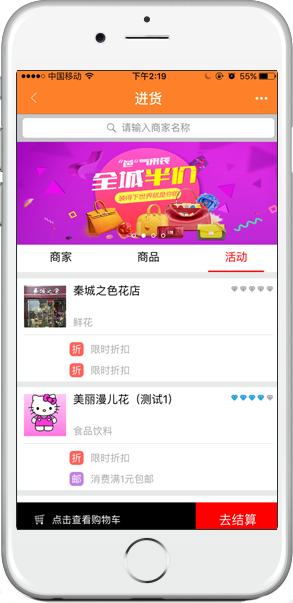 中国移动 下午2:19 55%
进货
请输入商家名称
全城半价
商家 商品 活动
秦城之色花店
鲜花
折 限时折扣
折 限时折扣
美丽漫儿花（测试1）
食品饮料
折 限时折扣
邮 消费满1元包邮
点击查看购物车 去结算